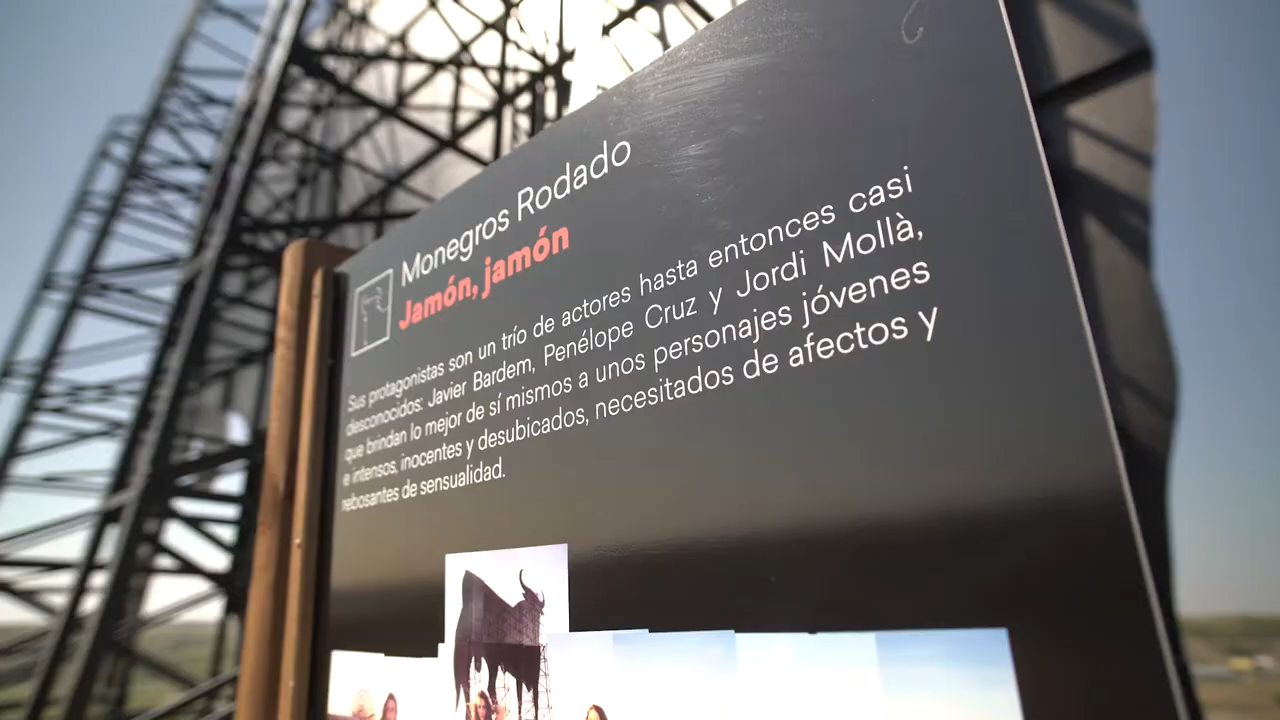 Monegros Rodado
Jamón, jamón
Sus protagonistas son un trío de actores hasta entonces casi
desconocidos: Javier Bardem, Penélope Cruz y Jordi Mollà,
que brindan lo mejor de sí mismos a unos personajes jóvenes
e intensos, inocentes y desubicados, necesitados de afectos y
rebosantes de sensualidad.